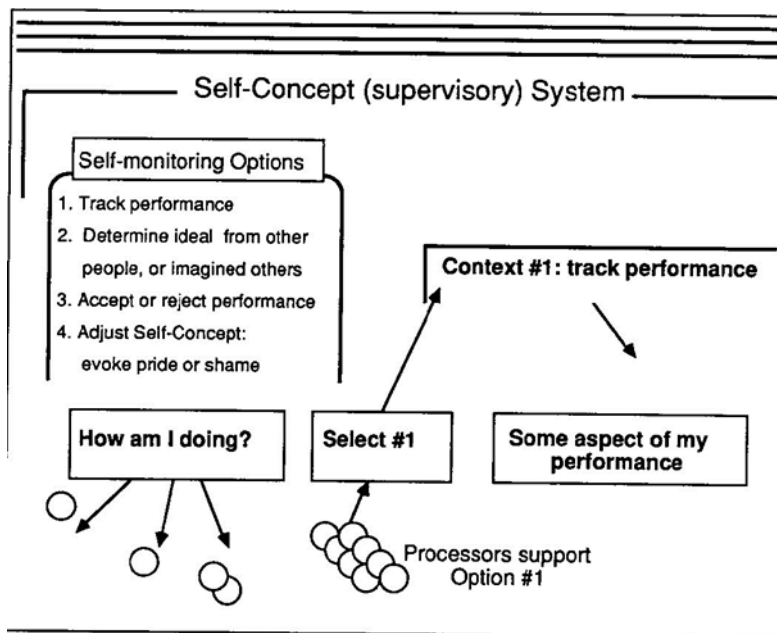 Self-Concept (supervisory) System
Self-monitoring Options
1. Track performance
2. Determine ideal from other
people, or imagined others
3. Accept or reject performance
4. Adjust Self-Concept:
evoke pride or shame
Context #1: track performance
How am I doing?
Select #1
Some aspect of my
performance
Processors support
Option #1